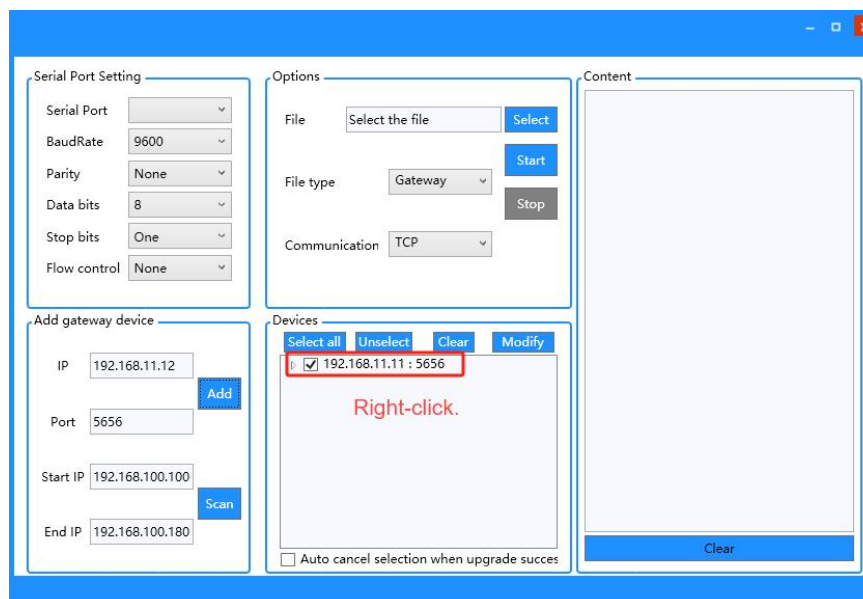 Serial Port Setting
Serial Port
BaudRate 9600
Parity None
Data bits 8
Stop bits One
Flow control None
Options
File Select the file Select
Start
File type Gateway
Stop
Communication TCP
Content
Clear
Add gateway device
IP 192.168.11.12
Add
Port 5656
Start IP 192.168.100.100
Scan
End IP 192.168.100.180
Devices
Select all Unselect Clear Modify
192.168.11.11 : 5656
Right-click.
Auto cancel selection when upgrade succes